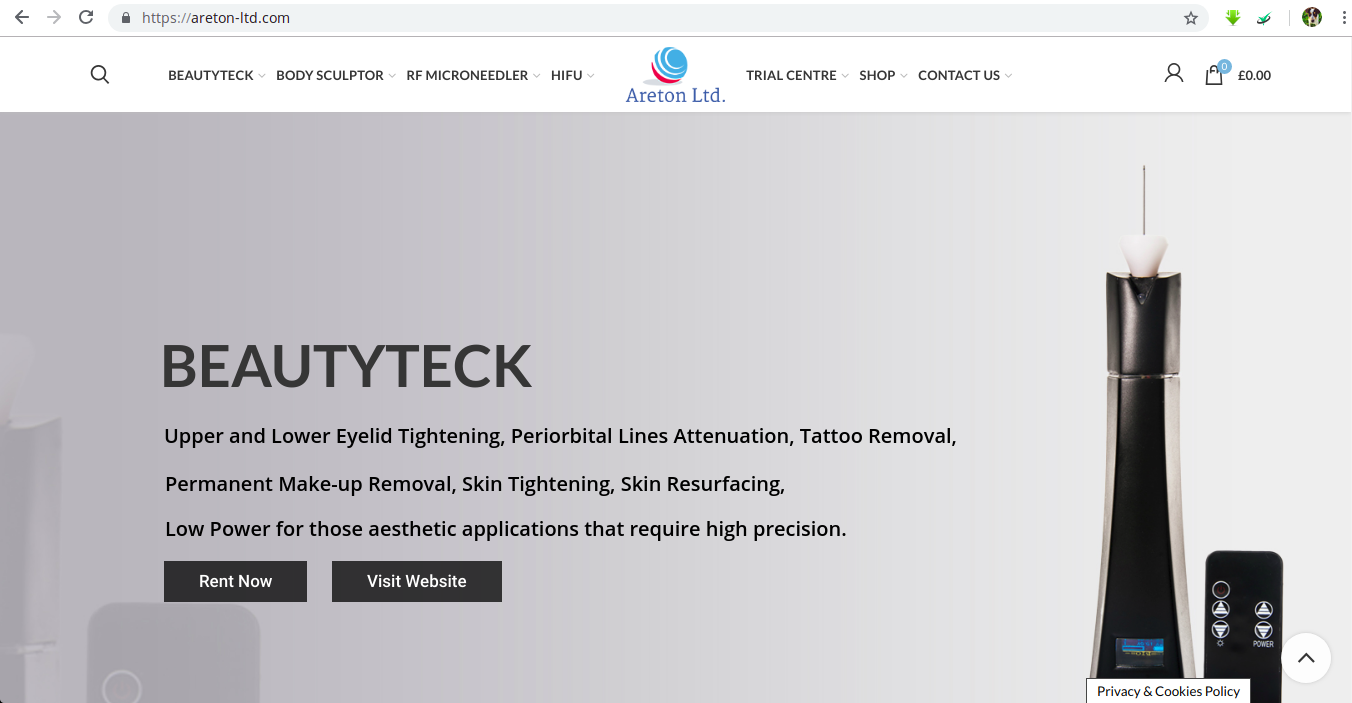 https://areton-ltd.com
BEAUTYTECK BODY SCULPTOR RF MICRONEEDLER HIFU Areton Ltd. TRIAL CENTRE SHOP CONTACT US 0 £0.00
BEAUTYTECK
Upper and Lower Eyelid Tightening, Periorbital Lines Attenuation, Tattoo Removal,
Permanent Make-up Removal, Skin Tightening, Skin Resurfacing,
Low Power for those aesthetic applications that require high precision.
Rent Now Visit Website
POWER
Privacy & Cookies Policy